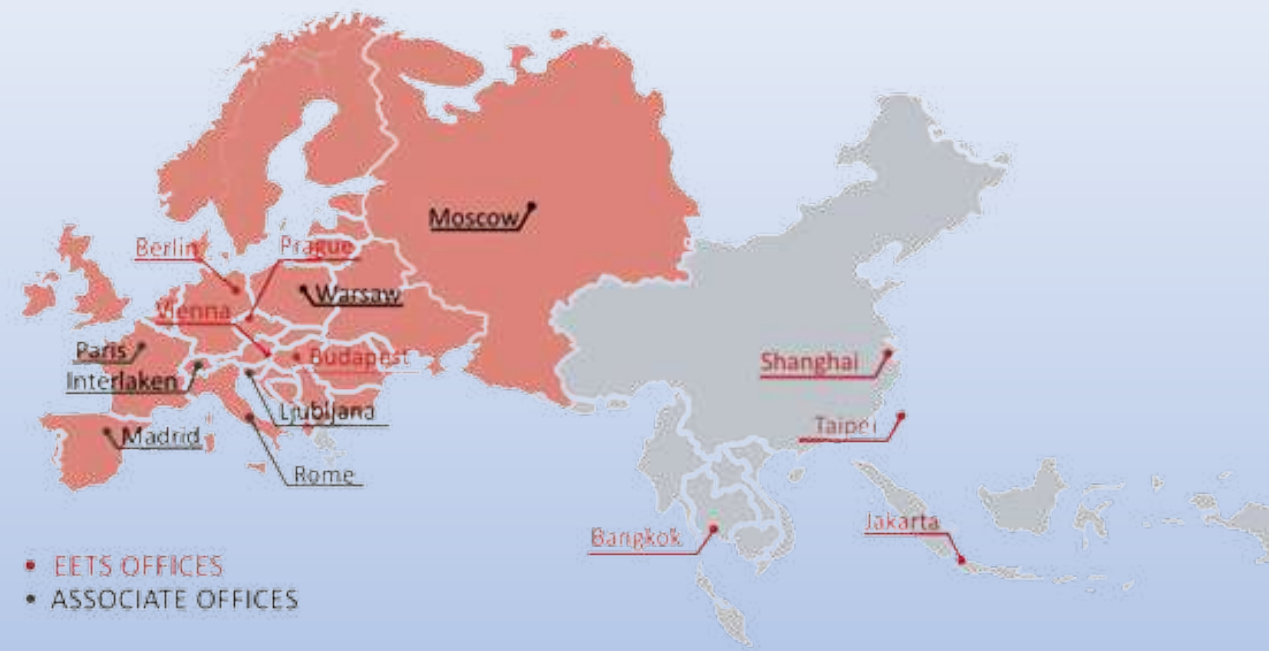 Moscow
Berlin
Prague
Warsaw
Vienna
Paris
Budapest
Shanghai
Interlaken
Ljubljana
Taipei
Madrid
Rome
Jakarta
Bangkok
EETS OFFICES
ASSOCIATE OFFICES